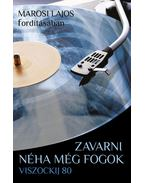 MAROSI LAJOS
fordításában
ZAVARNI
NÉHA MÉG FOGOK
VISZOCKIJ 80